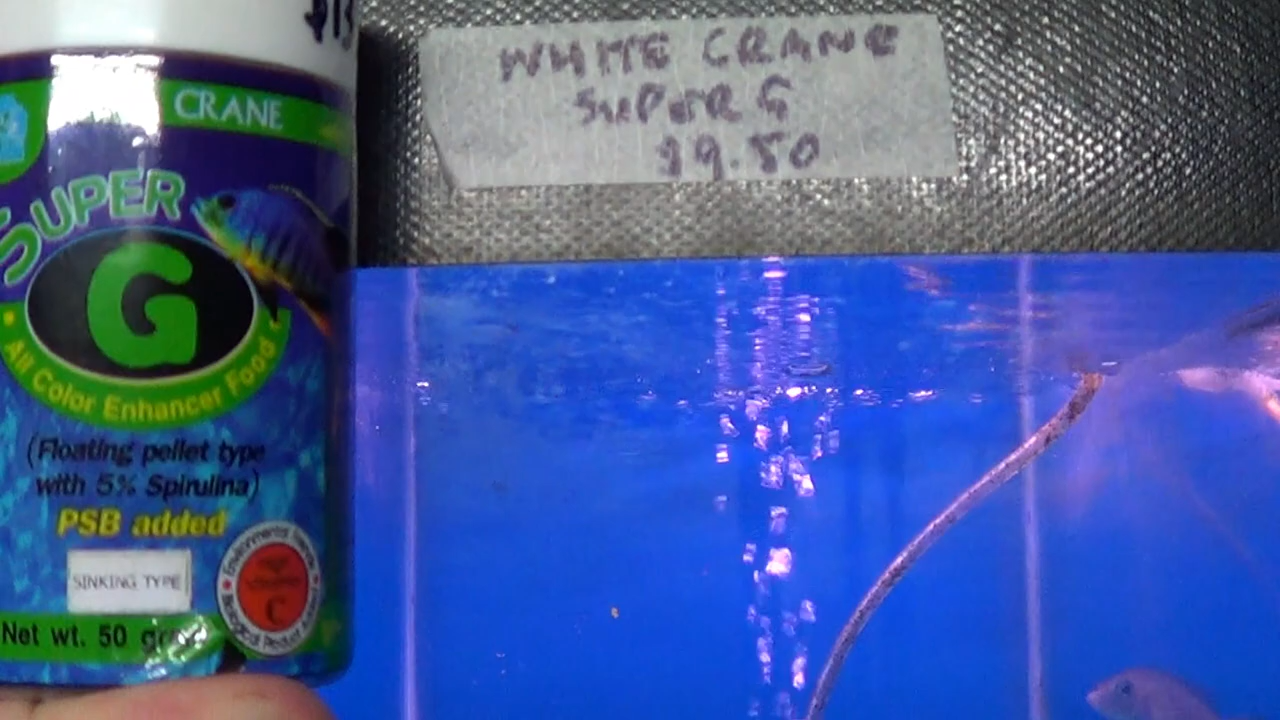 CRANE
SUPER
G
• All Color Enhancer Food •
(Floating pellet type
with 5% Spirulina)
PSB added
SINKING TYPE
Net wt. 50
C
WHITE CRANE
SUPER G
$9.50